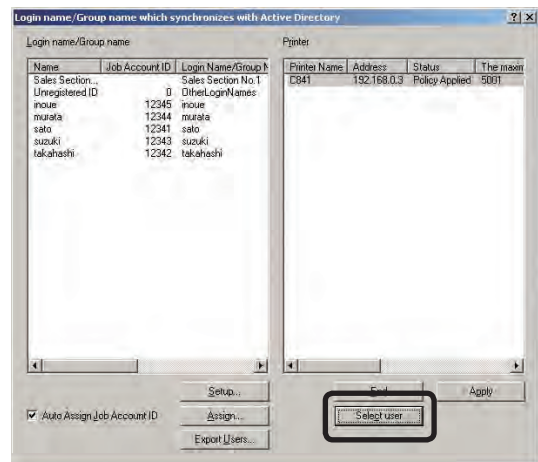 Login name/Group name which synchronizes with Active Directory
Login name/Group name
Printer
Name Job Account ID Login Name/Group N
Sales Section... Sales Section No.1
Unregistered ID 0 OtherLoginNames
inoue 12345 inoue
murata 12344 murata
sato 12341 sato
suzuki 12343 suzuki
takahashi 12342 takahashi
Printer Name Address Status The maxim
C841 192.168.0.3 Policy Applied 5001
Setup... End Apply
Auto Assign Job Account ID Assign... Select user
Export Users...